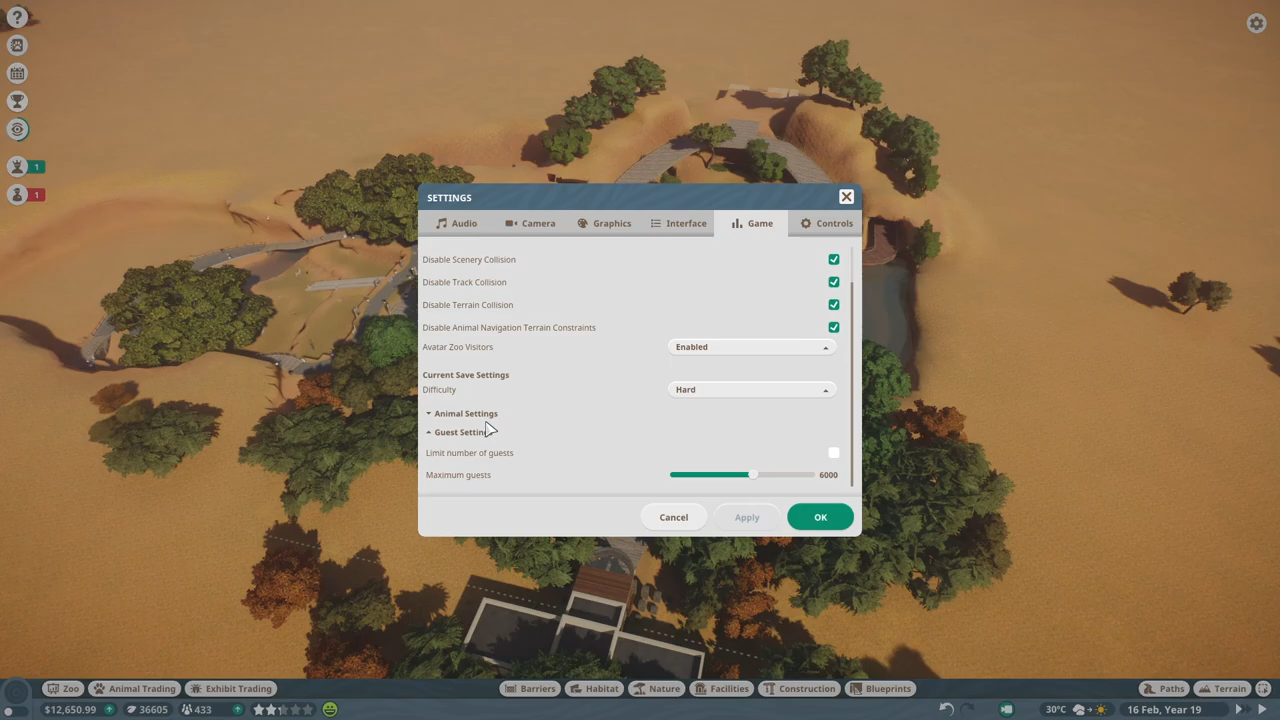 ?
1
1
SETTINGS
Audio Camera Graphics Interface Game Controls
Disable Scenery Collision
Disable Track Collision
Disable Terrain Collision
Disable Animal Navigation Terrain Constraints
Avatar Zoo Visitors Enabled
Current Save Settings
Difficulty Hard
Animal Settings
Guest Settings
Limit number of guests
Maximum guests 6000
Cancel Apply OK
Zoo Animal Trading Exhibit Trading Barriers Habitat Nature Facilities Construction Blueprints Paths Terrain
$12,650.99 36605 433 30°C 16 Feb, Year 19